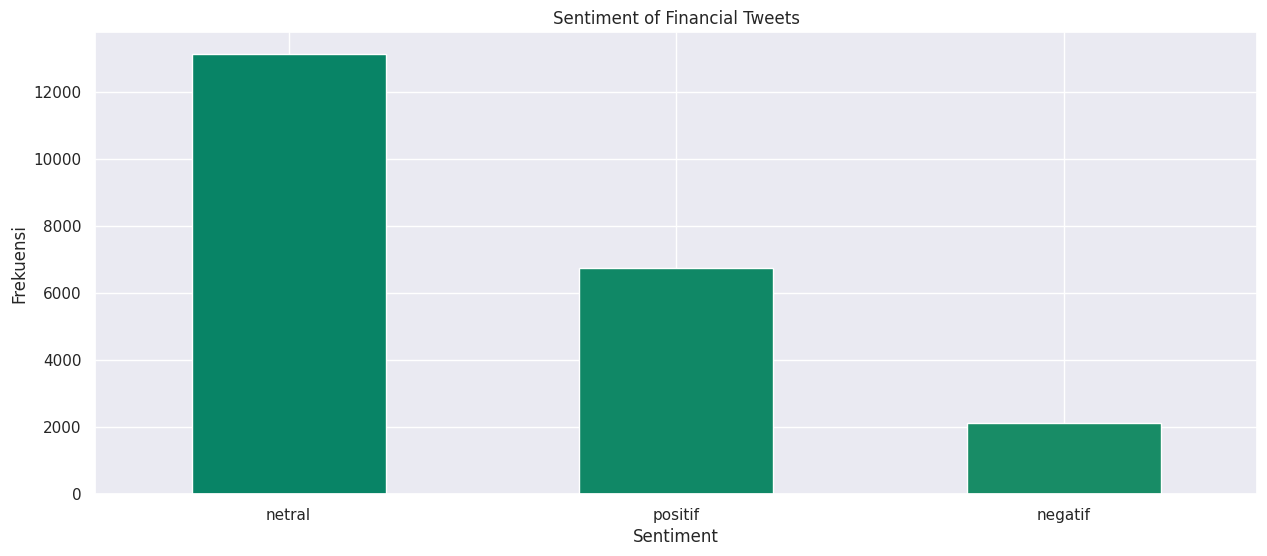 Sentiment of Financial Tweets
Frekuensi
12000
10000
8000
6000
4000
2000
0
netral positif negatif
Sentiment